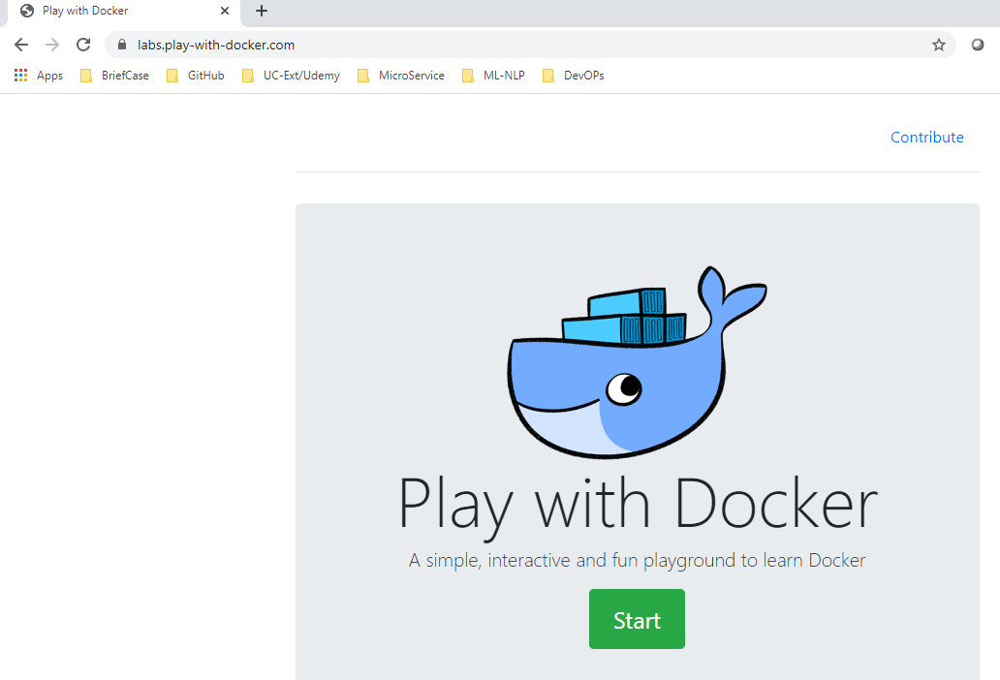 Play with Docker
labs.play-with-docker.com
Apps BriefCase GitHub UC-Ext/Udemy MicroService ML-NLP DevOPs
Contribute
Play with Docker
A simple, interactive and fun playground to learn Docker
Start